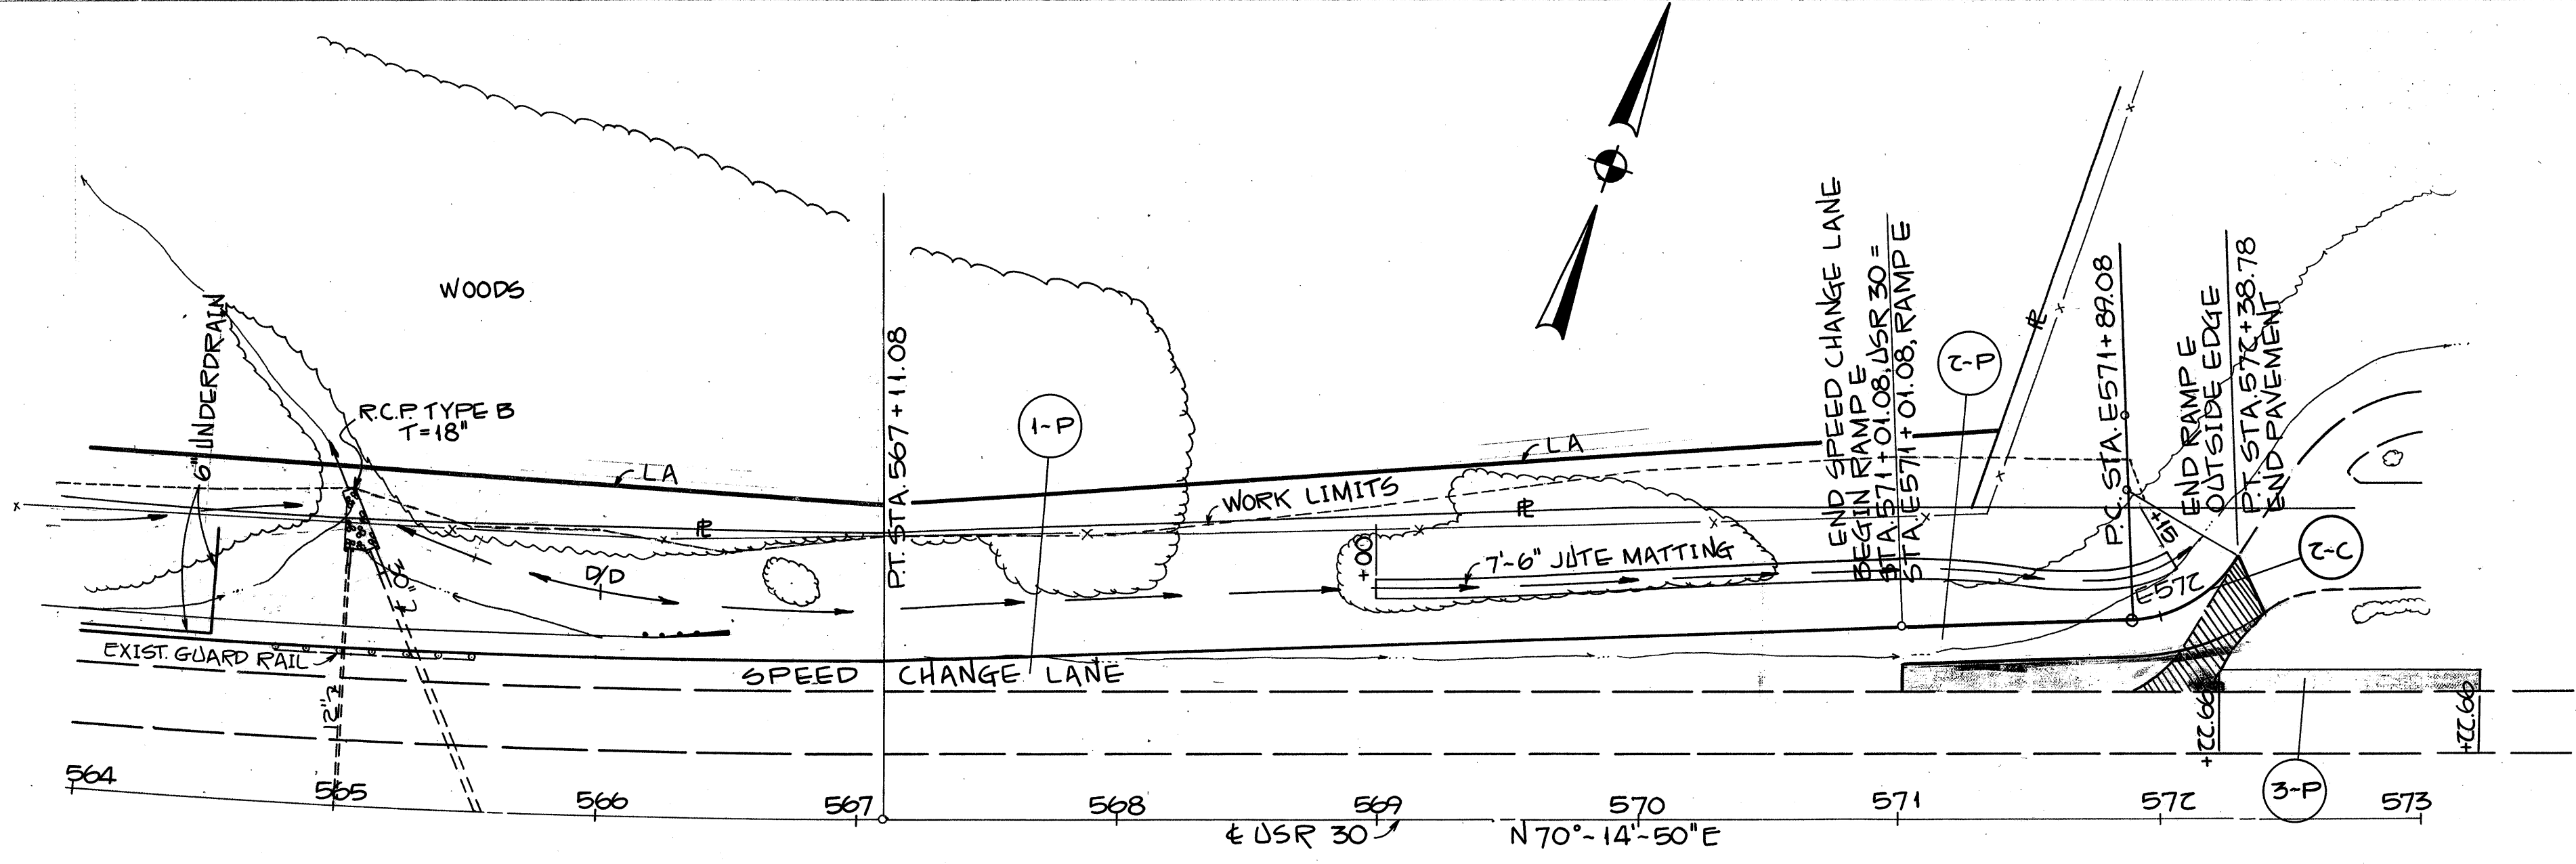 WOODS
6" UNDERDRAIN
R.C.P. TYPE B
T=18"
LA
LA
WORK LIMITS
P.T. STA. 567+11.08
1-P
END SPEED CHANGE LANE
BEGIN RAMP E
STA. 571+01.08, USR 30 =
STA. E571+01.08, RAMP E
2-P
P.C. STA. E571+89.08
END RAMP E
OUTSIDE EDGE
P.T. STA. 572+38.78
END PAVEMENT
℄
℄
℄
D/D
30"
+00
7'-6" JUTE MATTING
+15
E572
2-C
EXIST. GUARD RAIL
12"
SPEED CHANGE LANE
+22.66
+22.66
3-P
564
565
566
567
568
569
570
571
572
573
℄ USR 30
N 70°-14'-50" E